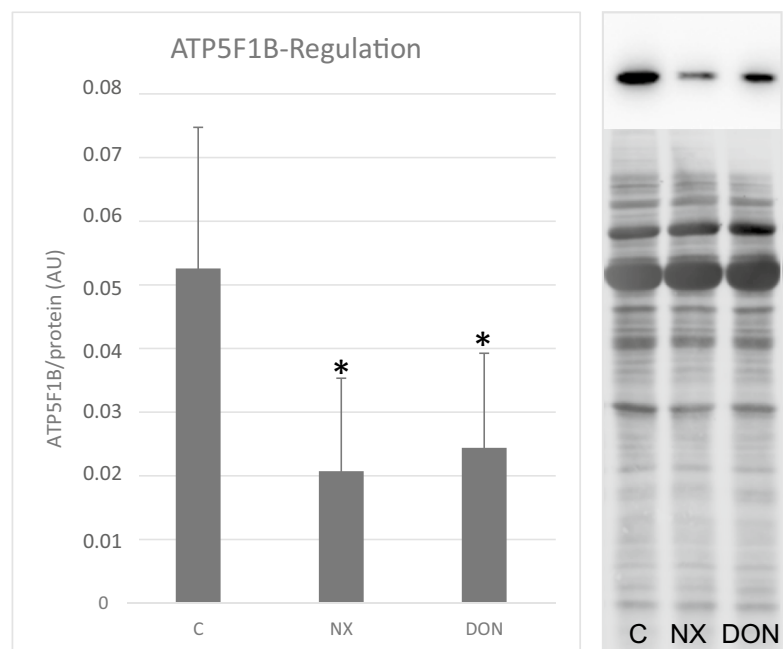 ATP5F1B-Regulation
ATP5F1B/protein (AU)
0.08
0.07
0.06
0.05
0.04
0.03
0.02
0.01
0
*
*
C NX DON
C NX DON